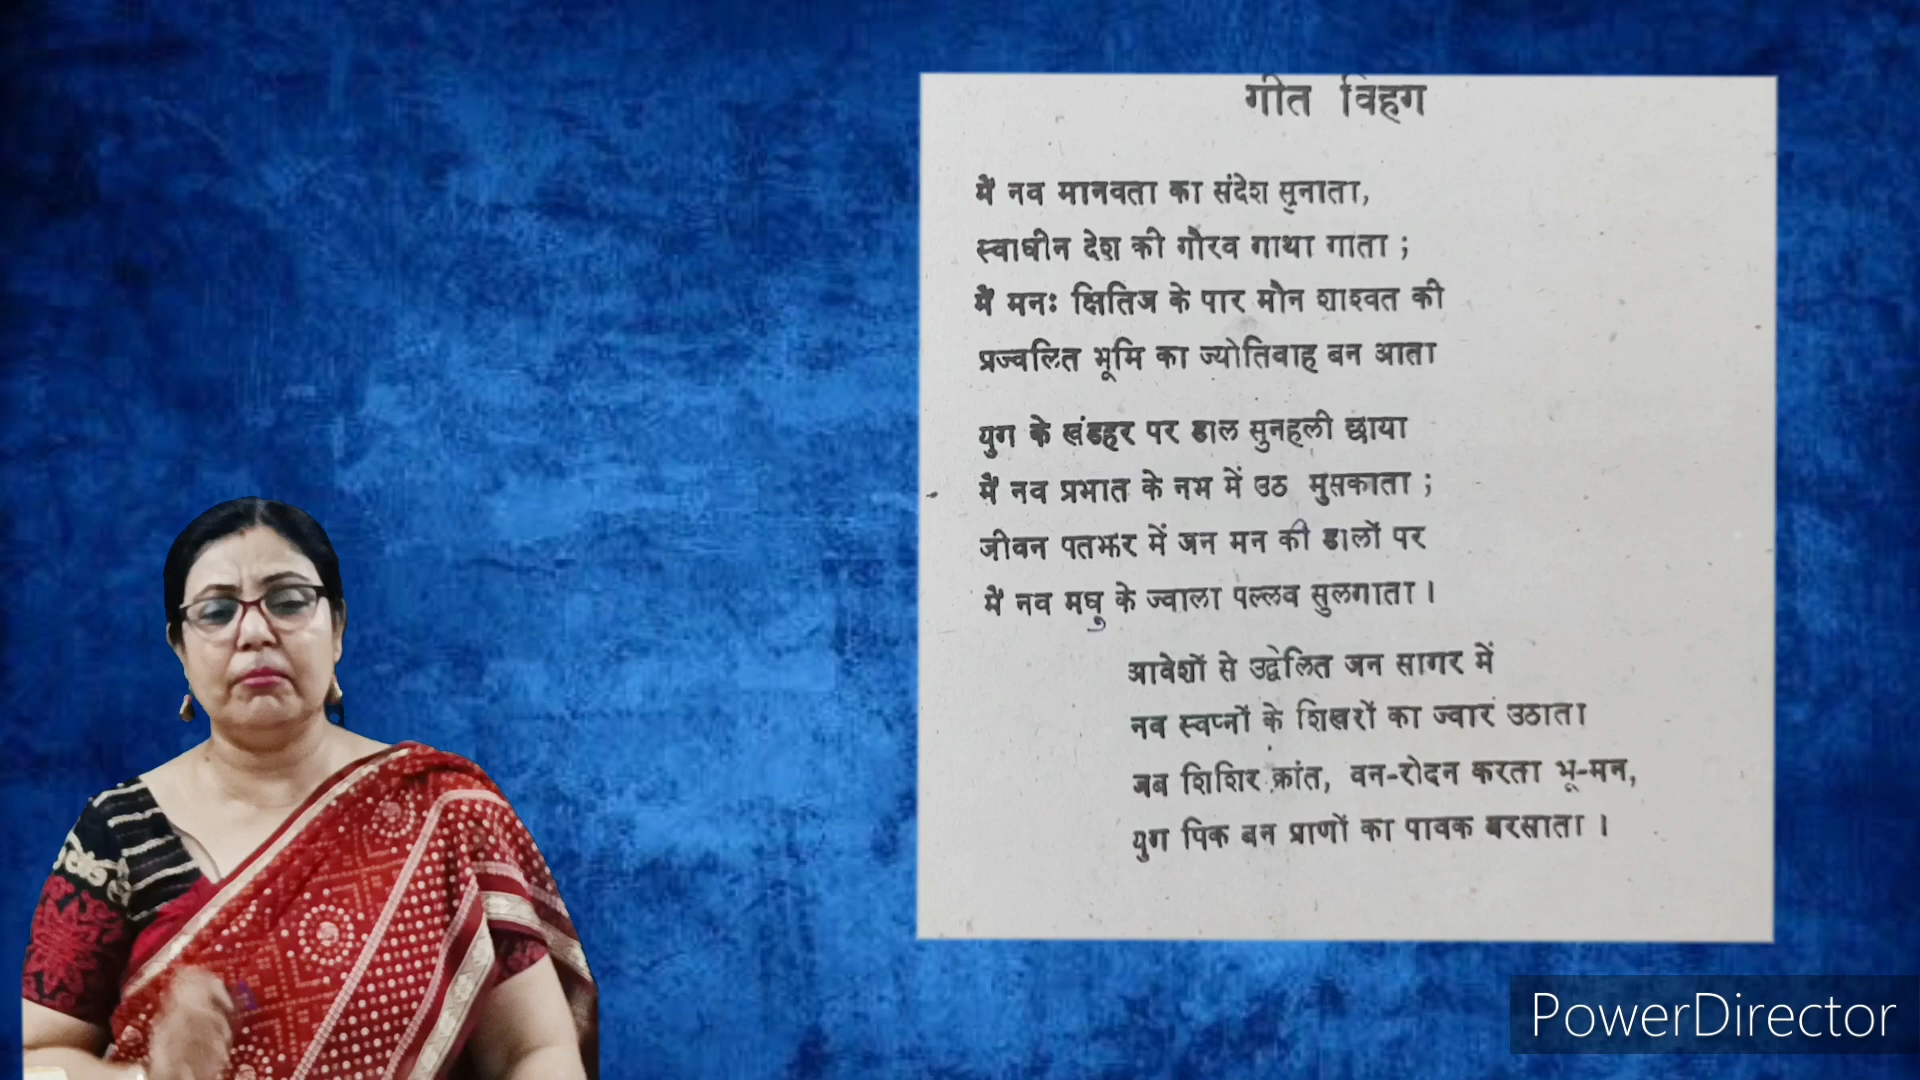 गीत विहग
मैं नव मानवता का संदेश सुनाता,
स्वाधीन देश की गौरव गाथा गाता ;
मैं मनः क्षितिज के पार मौन शाश्वत की
प्रज्वलित भूमि का ज्योतिवाह बन आता
युग के खंडहर पर डाल सुनहली छाया
मैं नव प्रभात के नभ में उठ मुसकाता ;
जीवन पतझर में जन मन की डालों पर
मैं नव मधु के ज्वाला पल्लव सुलगाता ।
आवेशों से उद्वेलित जन सागर में
नव स्वप्नों के शिखरों का ज्वार उठाता
जब शिशिर क्रांत, वन-रोदन करता भू-मन,
युग पिक बन प्राणों का पावक बरसाता ।
PowerDirector